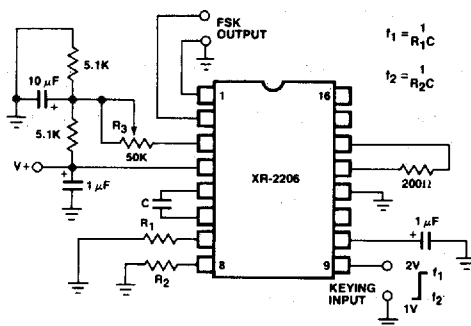 FSK
OUTPUT
f₁ = 1/R₁C
f₂ = 1/R₂C
5.1K
10 μF
+
5.1K
R₃
50K
V+
+
1 μF
C
R₁
R₂
1
16
XR-2206
8
9
200Ω
1 μF
+
KEYING
INPUT
2V
f₁
f₂
1V